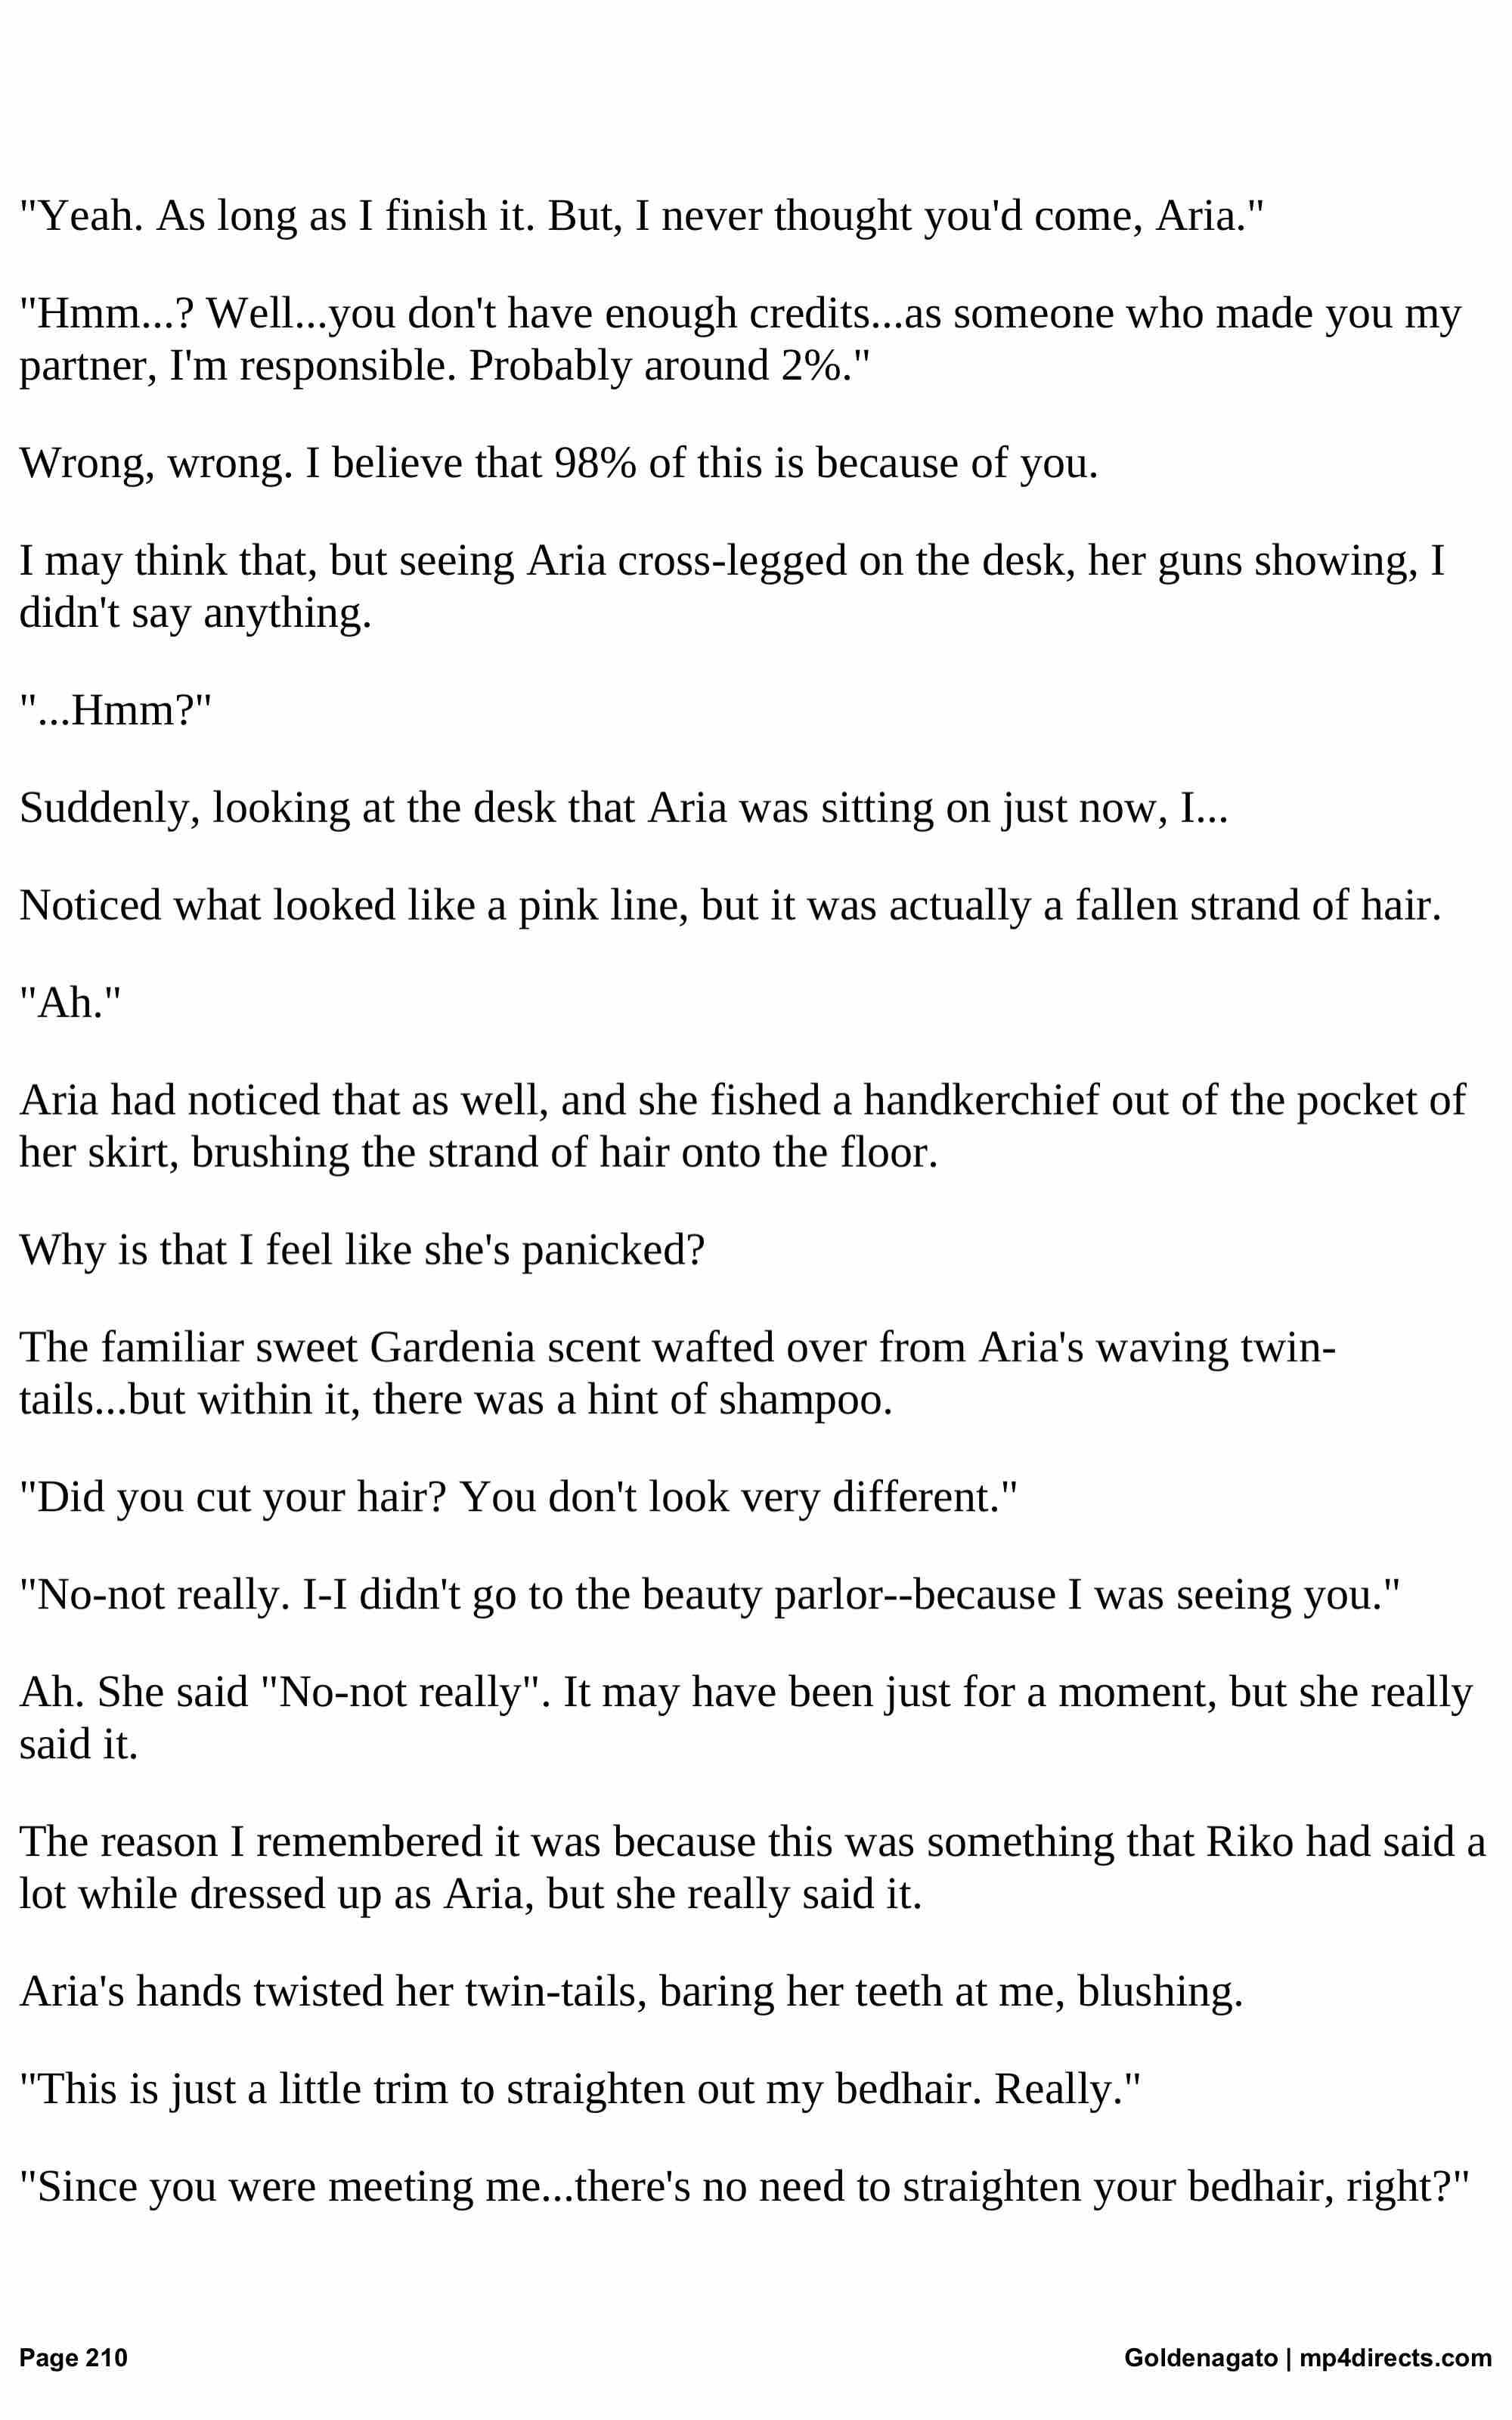 "Yeah. As long as I finish it. But, I never thought you'd come, Aria."
"Hmm...? Well...you don't have enough credits...as someone who made you my
partner, I'm responsible. Probably around 2%."
Wrong, wrong. I believe that 98% of this is because of you.
I may think that, but seeing Aria cross-legged on the desk, her guns showing, I
didn't say anything.
"...Hmm?"
Suddenly, looking at the desk that Aria was sitting on just now, I...
Noticed what looked like a pink line, but it was actually a fallen strand of hair.
"Ah."
Aria had noticed that as well, and she fished a handkerchief out of the pocket of
her skirt, brushing the strand of hair onto the floor.
Why is that I feel like she's panicked?
The familiar sweet Gardenia scent wafted over from Aria's waving twin-
tails...but within it, there was a hint of shampoo.
"Did you cut your hair? You don't look very different."
"No-not really. I-I didn't go to the beauty parlor--because I was seeing you."
Ah. She said "No-not really". It may have been just for a moment, but she really
said it.
The reason I remembered it was because this was something that Riko had said a
lot while dressed up as Aria, but she really said it.
Aria's hands twisted her twin-tails, baring her teeth at me, blushing.
"This is just a little trim to straighten out my bedhair. Really."
"Since you were meeting me...there's no need to straighten your bedhair, right?"
Page 210
Goldenagato | mp4directs.com